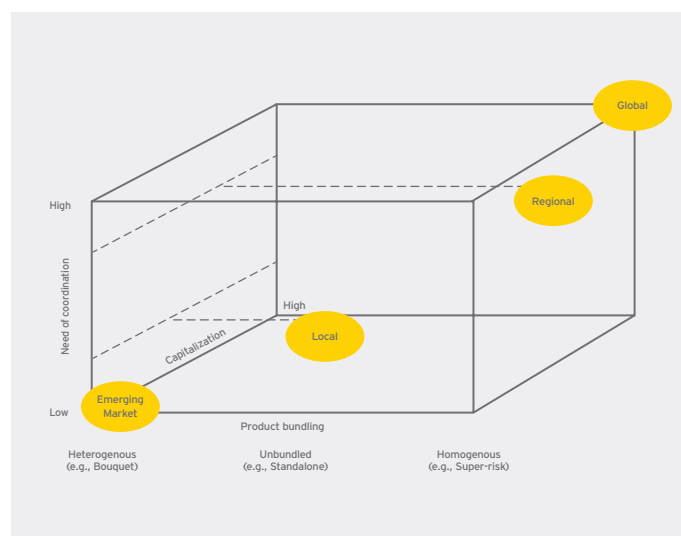 Global
Regional
High
Need of coordination
High
Capitalization
Local
Emerging
Market
Low
Product bundling
Heterogenous
(e.g., Bouquet)
Unbundled
(e.g., Standalone)
Homogenous
(e.g., Super-risk)